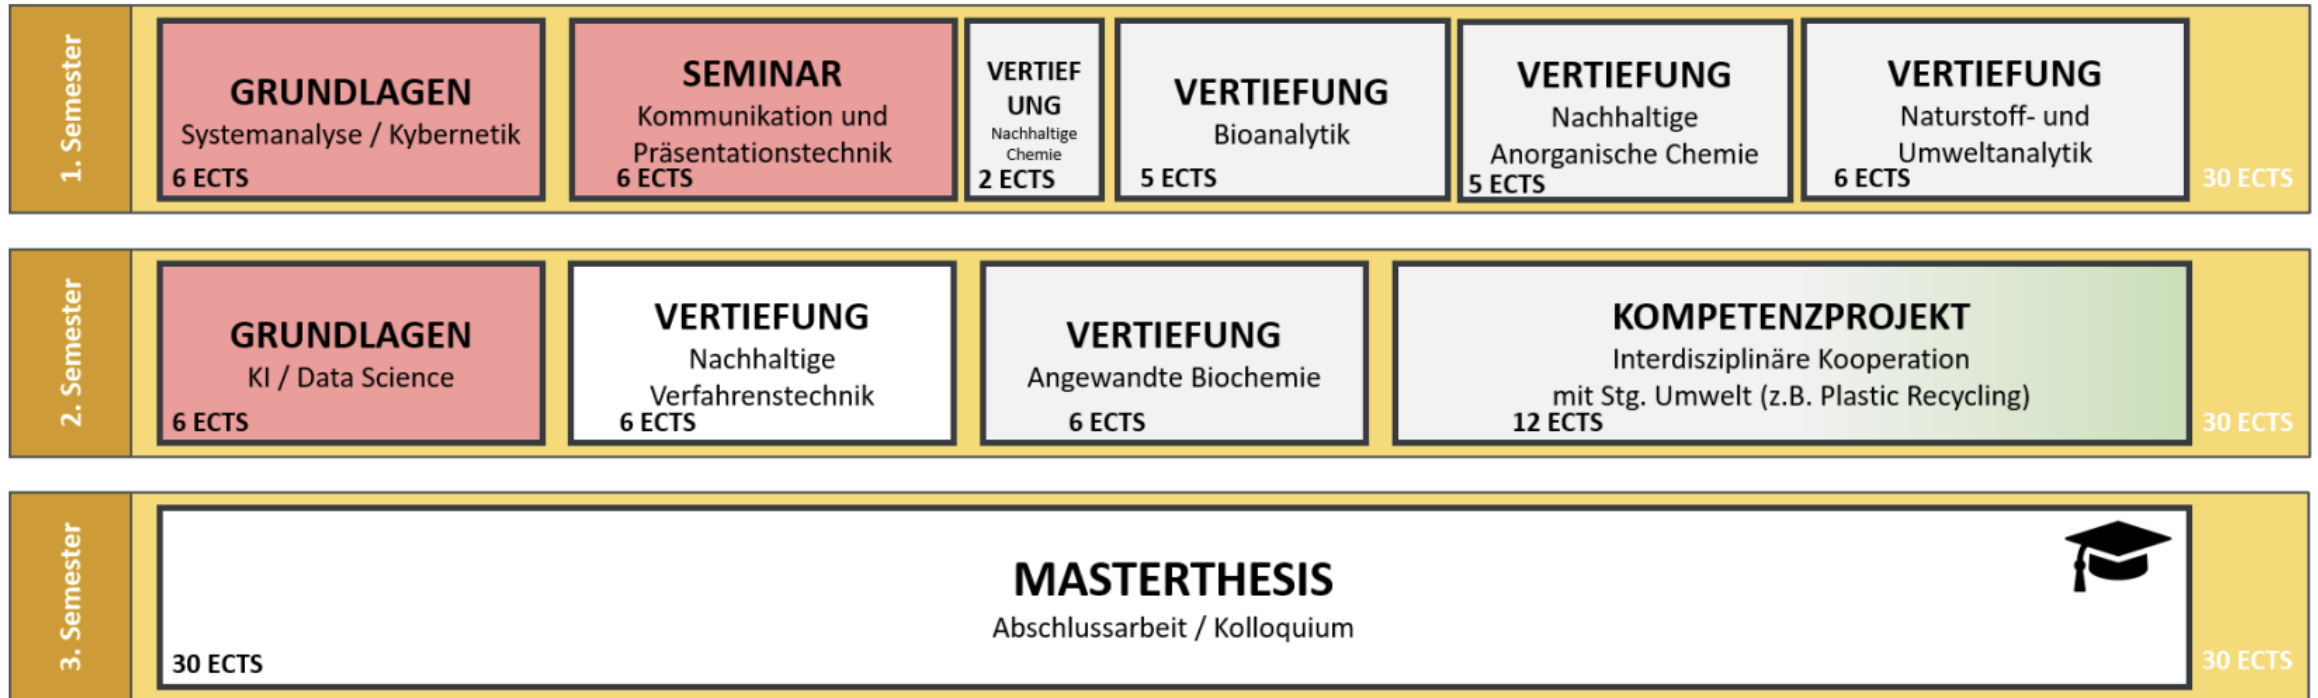 1. Semester
GRUNDLAGEN
Systemanalyse / Kybernetik
6 ECTS
SEMINAR
Kommunikation und
Präsentationstechnik
6 ECTS
VERTIEF
UNG
Nachhaltige
Chemie
2 ECTS
VERTIEFUNG
Bioanalytik
5 ECTS
VERTIEFUNG
Nachhaltige
Anorganische Chemie
5 ECTS
VERTIEFUNG
Naturstoff- und
Umweltanalytik
6 ECTS
30 ECTS
2. Semester
GRUNDLAGEN
KI / Data Science
6 ECTS
VERTIEFUNG
Nachhaltige
Verfahrenstechnik
6 ECTS
VERTIEFUNG
Angewandte Biochemie
6 ECTS
KOMPETENZPROJEKT
Interdisziplinäre Kooperation
mit Stg. Umwelt (z.B. Plastic Recycling)
12 ECTS
30 ECTS
3. Semester
MASTERTHESIS
Abschlussarbeit / Kolloquium
30 ECTS
30 ECTS